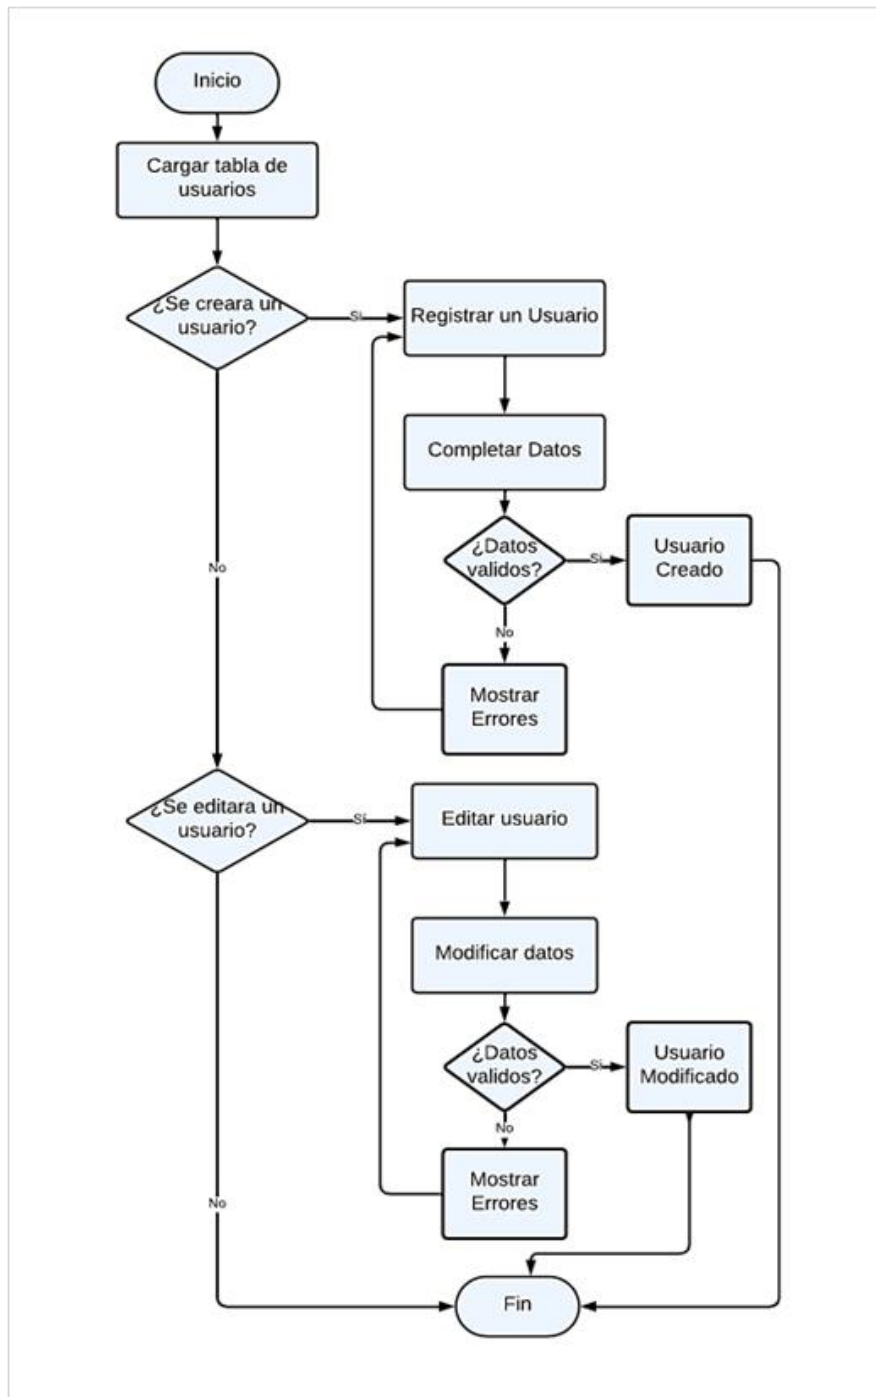 Inicio
Cargar tabla de
usuarios
¿Se creara un
usuario?
Si
Registrar un Usuario
Completar Datos
¿Datos
validos?
Si
Usuario
Creado
No
No
Mostrar
Errores
¿Se editara un
usuario?
Sí
Editar usuario
Modificar datos
¿Datos
validos?
Si
Usuario
Modificado
No
Mostrar
Errores
No
Fin